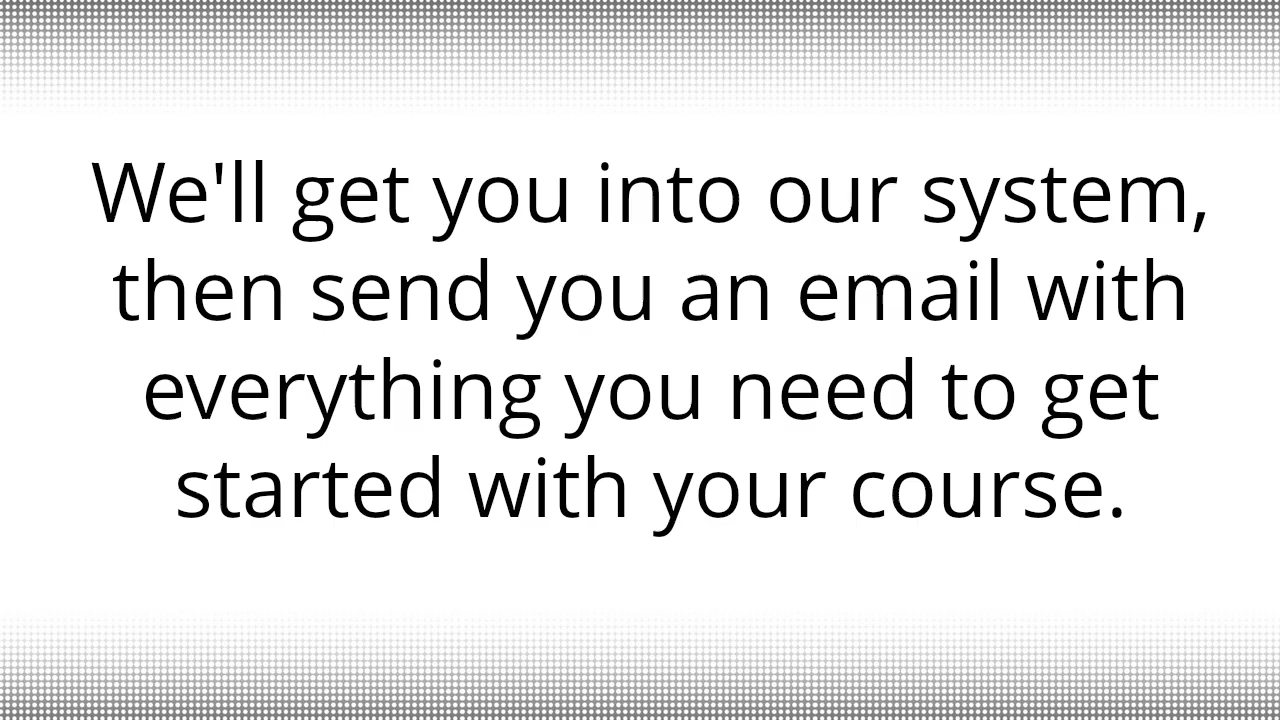 We'll get you into our system,
then send you an email with
everything you need to get
started with your course.